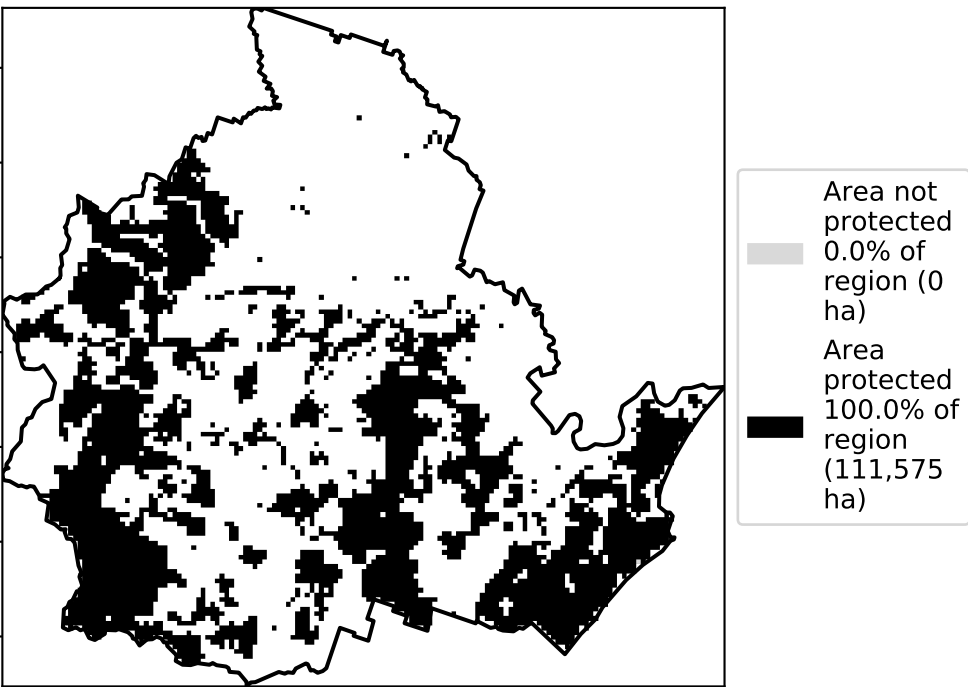 Area not
protected
0.0% of
region (0
ha)
Area
protected
100.0% of
region
(111,575
ha)